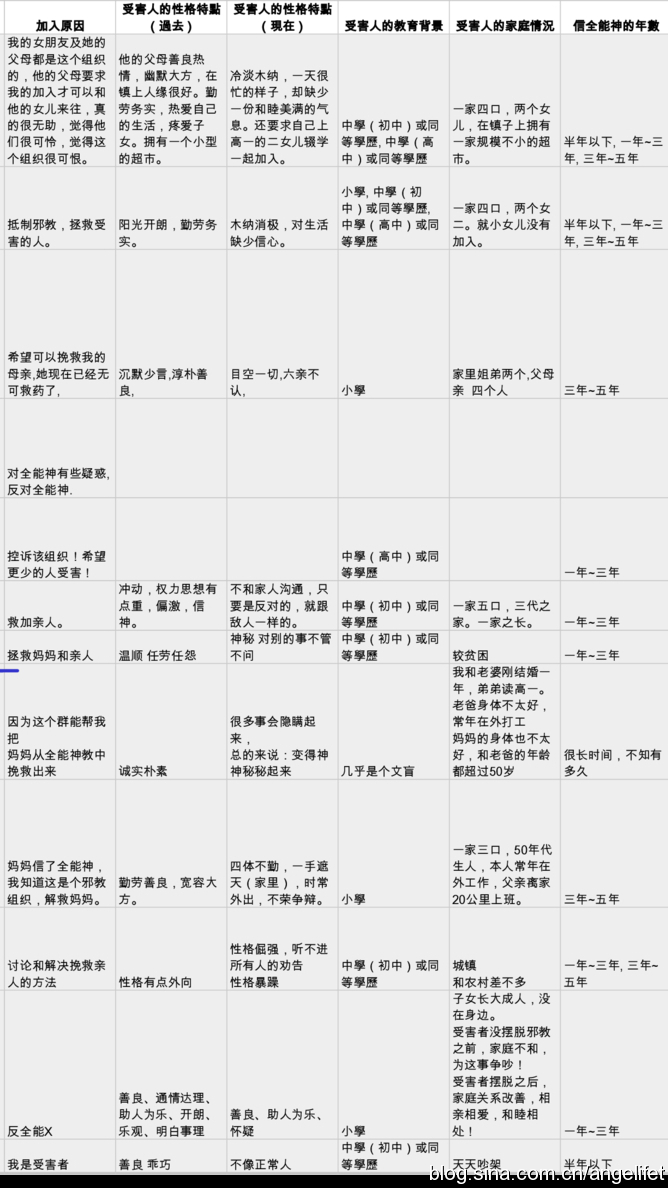 加入原因
受害人的性格特點
（過去）
受害人的性格特點
（現在）
受害人的教育背景
受害人的家庭情况
信全能神的年數
我的女朋友及她的
父母都是这个组织
的，他的父母要求
我的加入才可以和
他的女儿来往，真
的很无助，觉得他
们很可怜，觉得这
个组织很可恨。
他的父母善良热
情，幽默大方，在
镇上人缘很好。勤
劳务实，热爱自己
的生活，疼爱子
女。拥有一个小型
的超市。
冷淡木纳，一天很
忙的样子，却缺少
一份和睦美满的气
息。还要求自己上
高一的二女儿辍学
一起加入。
中學（初中）或同
等學歷, 中學（高
中）或同等學歷
一家四口，两个女
儿，在镇子上拥有
一家规模不小的超
市。
半年以下, 一年~三
年, 三年~五年
抵制邪教，拯救受
害的人。
阳光开朗，勤劳务
实。
木纳消极，对生活
缺少信心。
小學, 中學（初
中）或同等學歷,
中學（高中）或同
等學歷
一家四口，两个女
二。就小女儿没有
加入。
半年以下, 一年~三
年, 三年~五年
希望可以挽救我的
母亲,她现在已经无
可救药了,
沉默少言,淳朴善
良,
目空一切,六亲不
认,
小學
家里姐弟两个,父母
亲 四个人
三年~五年
对全能神有些疑惑,
反对全能神.
控诉该组织！希望
更少的人受害！
中學（高中）或同
等學歷
一年~三年
救加亲人。
冲动，权力思想有
点重，偏激，信
神。
不和家人沟通，只
要是反对的，就跟
敌人一样的。
中學（初中）或同
等學歷
一家五口，三代之
家。一家之长。
一年~三年
拯救妈妈和亲人
温顺 任劳任怨
神秘 对别的事不管
不问
中學（初中）或同
等學歷
较贫困
一年~三年
因为这个群能帮我
把
妈妈从全能神教中
挽救出来
诚实朴素
很多事会隐瞒起
来，
总的来说：变得神
神秘秘起来
几乎是个文盲
我和老婆刚结婚一
年，弟弟读高一。
老爸身体不太好，
常年在外打工
妈妈的身体也不太
好，和老爸的年龄
都超过50岁
很长时间，不知有
多久
妈妈信了全能神，
我知道这是个邪教
组织，解救妈妈。
勤劳善良，宽容大
方。
四体不勤，一手遮
天（家里），时常
外出，不荣争辩。
小學
一家三口，50年代
生人，本人常年在
外工作，父亲离家
20公里上班。
三年~五年
讨论和解决挽救亲
人的方法
性格有点外向
性格倔强，听不进
所有人的劝告
性格暴躁
中學（初中）或同
等學歷
城镇
和农村差不多
一年~三年, 三年~
五年
反全能X
善良、通情达理、
助人为乐、开朗、
乐观、明白事理
善良、助人为乐、
怀疑
小學
子女长大成人，没
在身边。
受害者没摆脱邪教
之前，家庭不和，
为这事争吵！
受害者摆脱之后，
家庭关系改善，相
亲相爱，和睦相
处！
一年~三年
我是受害者
善良 乖巧
不像正常人
中學（初中）或同
等學歷
天天吵架
半年以下
blog.sina.com.cn/angelifet